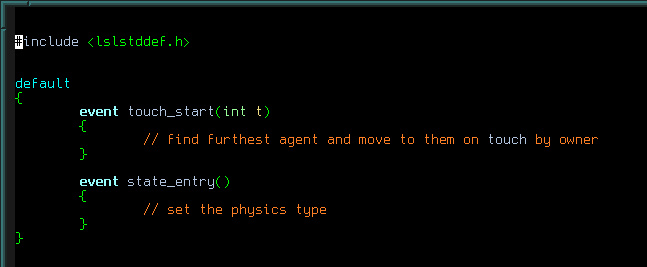 #include <lslstddef.h>
default
{
event touch_start(int t)
{
// find furthest agent and move to them on touch by owner
}
event state_entry()
{
// set the physics type
}
}